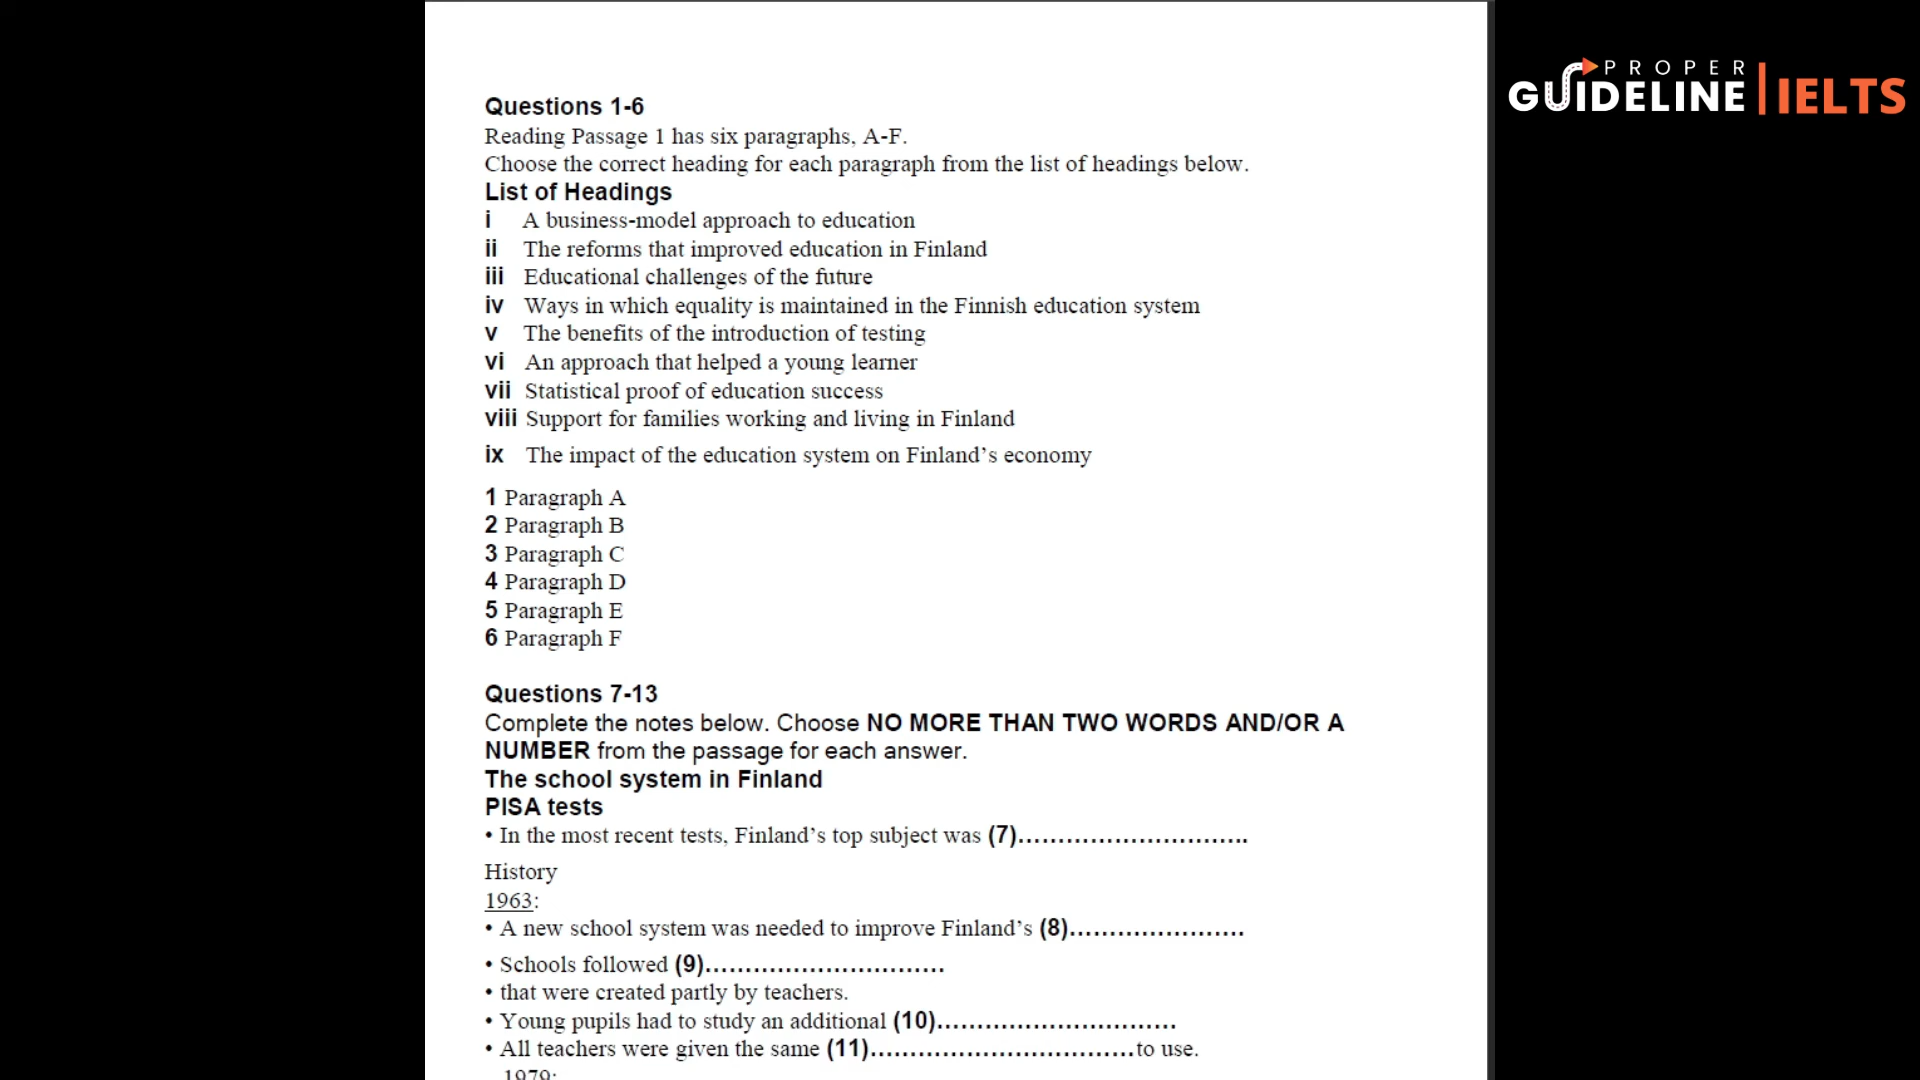 PROPER
GUIDELINE | IELTS
Questions 1-6
Reading Passage 1 has six paragraphs, A-F.
Choose the correct heading for each paragraph from the list of headings below.
List of Headings
i A business-model approach to education
ii The reforms that improved education in Finland
iii Educational challenges of the future
iv Ways in which equality is maintained in the Finnish education system
v The benefits of the introduction of testing
vi An approach that helped a young learner
vii Statistical proof of education success
viii Support for families working and living in Finland
ix The impact of the education system on Finland’s economy
1 Paragraph A
2 Paragraph B
3 Paragraph C
4 Paragraph D
5 Paragraph E
6 Paragraph F
Questions 7-13
Complete the notes below. Choose NO MORE THAN TWO WORDS AND/OR A
NUMBER from the passage for each answer.
The school system in Finland
PISA tests
• In the most recent tests, Finland’s top subject was (7)………………………..
History
1963:
• A new school system was needed to improve Finland’s (8)………………….
• Schools followed (9)…………………………
• that were created partly by teachers.
• Young pupils had to study an additional (10)…………………………
• All teachers were given the same (11)……………………………to use.
1979: